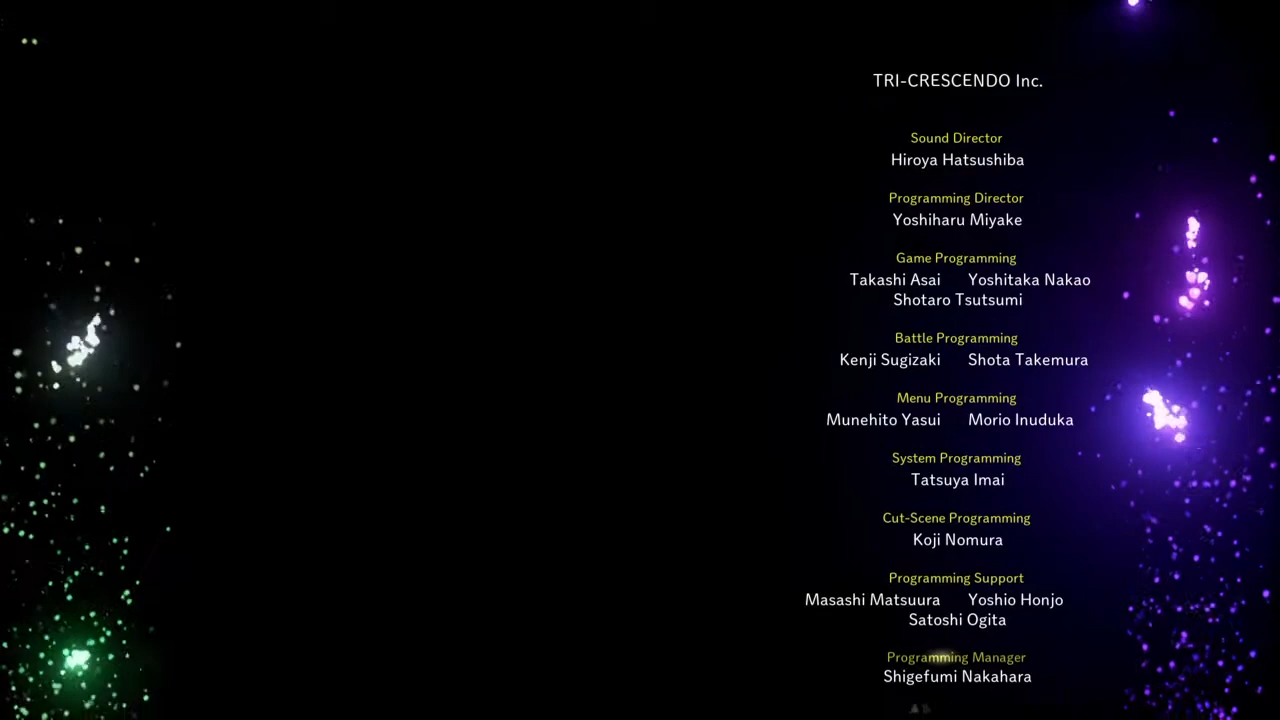 TRI-CRESCENDO Inc.
Sound Director
Hiroya Hatsushiba
Programming Director
Yoshiharu Miyake
Game Programming
Takashi Asai Yoshitaka Nakao
Shotaro Tsutsumi
Battle Programming
Kenji Sugizaki Shota Takemura
Menu Programming
Munehito Yasui Morio Inuduka
System Programming
Tatsuya Imai
Cut-Scene Programming
Koji Nomura
Programming Support
Masashi Matsuura Yoshio Honjo
Satoshi Ogita
Programming Manager
Shigefumi Nakahara